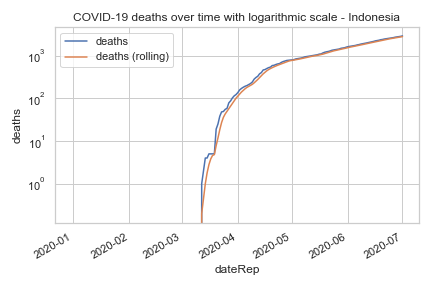 COVID-19 deaths over time with logarithmic scale - Indonesia
deaths
deaths (rolling)
10³
10²
10¹
10⁰
deaths
2020-01
2020-02
2020-03
2020-04
2020-05
2020-06
2020-07
dateRep